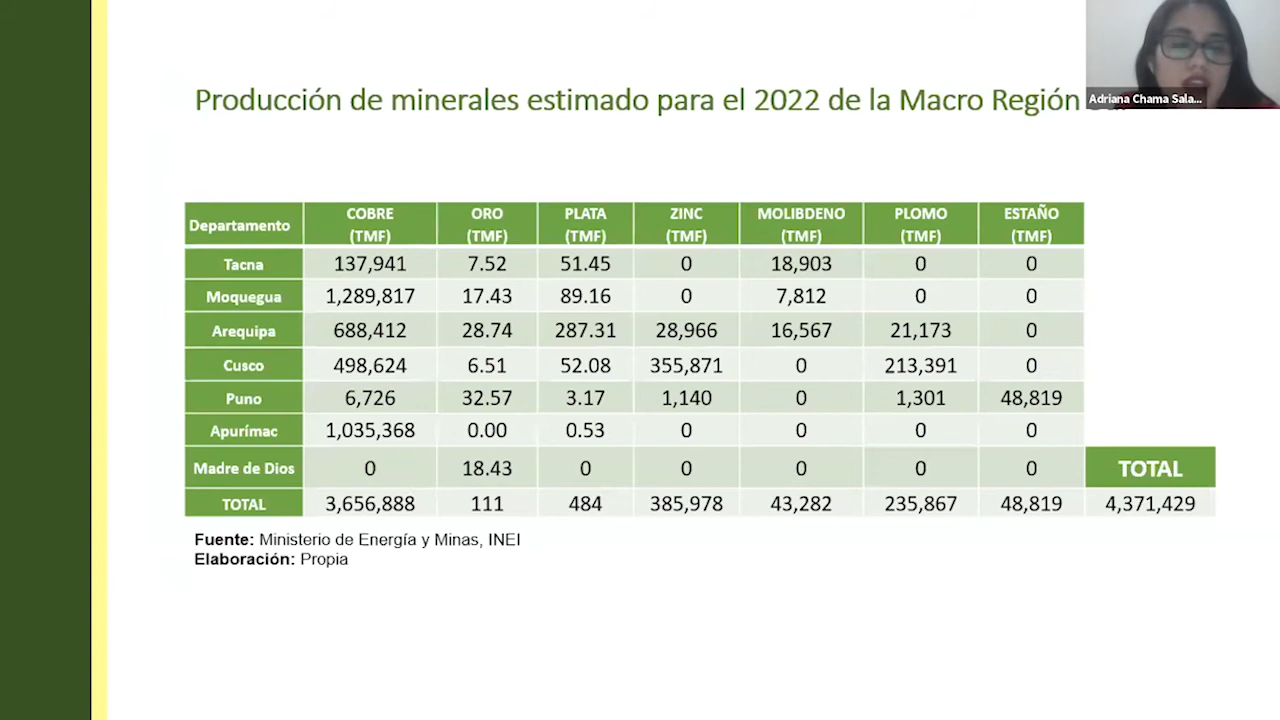 Producción de minerales estimado para el 2022 de la Macro Región
Adriana Chama Sala...
Departamento COBRE (TMF) ORO (TMF) PLATA (TMF) ZINC (TMF) MOLIBDENO (TMF) PLOMO (TMF) ESTAÑO (TMF)
Tacna 137,941 7.52 51.45 0 18,903 0 0
Moquegua 1,289,817 17.43 89.16 0 7,812 0 0
Arequipa 688,412 28.74 287.31 28,966 16,567 21,173 0
Cusco 498,624 6.51 52.08 355,871 0 213,391 0
Puno 6,726 32.57 3.17 1,140 0 1,301 48,819
Apurímac 1,035,368 0.00 0.53 0 0 0 0
Madre de Dios 0 18.43 0 0 0 0 0 TOTAL
TOTAL 3,656,888 111 484 385,978 43,282 235,867 48,819 4,371,429
Fuente: Ministerio de Energía y Minas, INEI
Elaboración: Propia